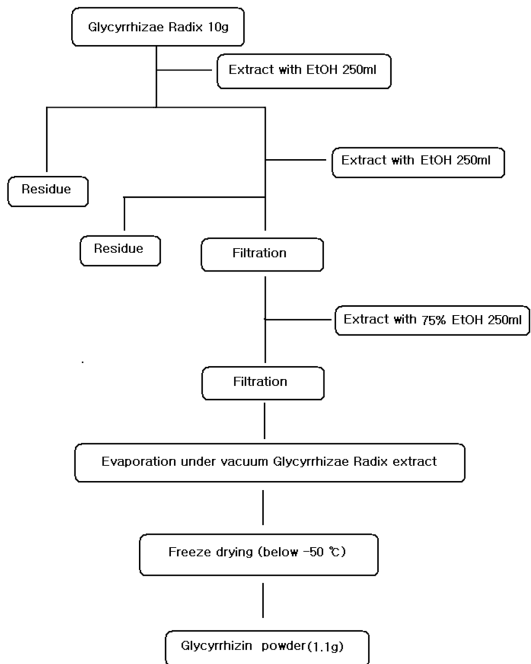 Glycyrrhizae Radix 10g
Extract with EtOH 250ml
Extract with EtOH 250ml
Residue
Residue
Filtration
Extract with 75% EtOH 250ml
Filtration
Evaporation under vacuum Glycyrrhizae Radix extract
Freeze drying (below -50 ℃)
Glycyrrhizin powder(1.1g)